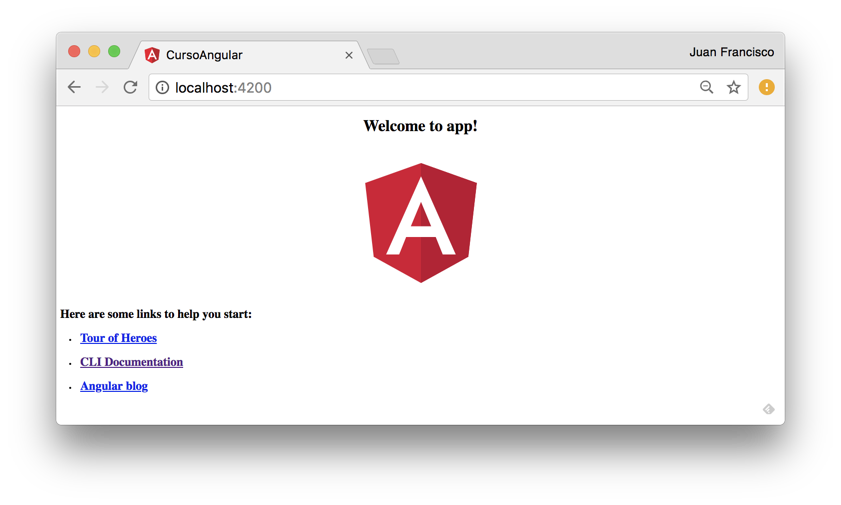 CursoAngular
Juan Francisco
localhost:4200
Welcome to app!
A
Here are some links to help you start:
Tour of Heroes
CLI Documentation
Angular blog